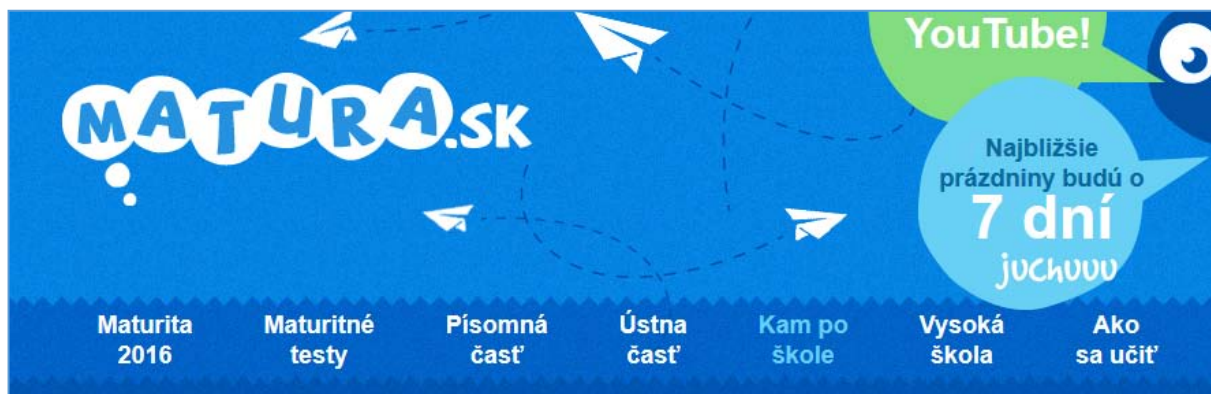 YouTube!
MATURA.SK
Najbližšie
prázdniny budú o
7 dní
juchuuu
Maturita
2016
Maturitné
testy
Písomná
časť
Ústna
časť
Kam po
škole
Vysoká
škola
Ako
sa učiť